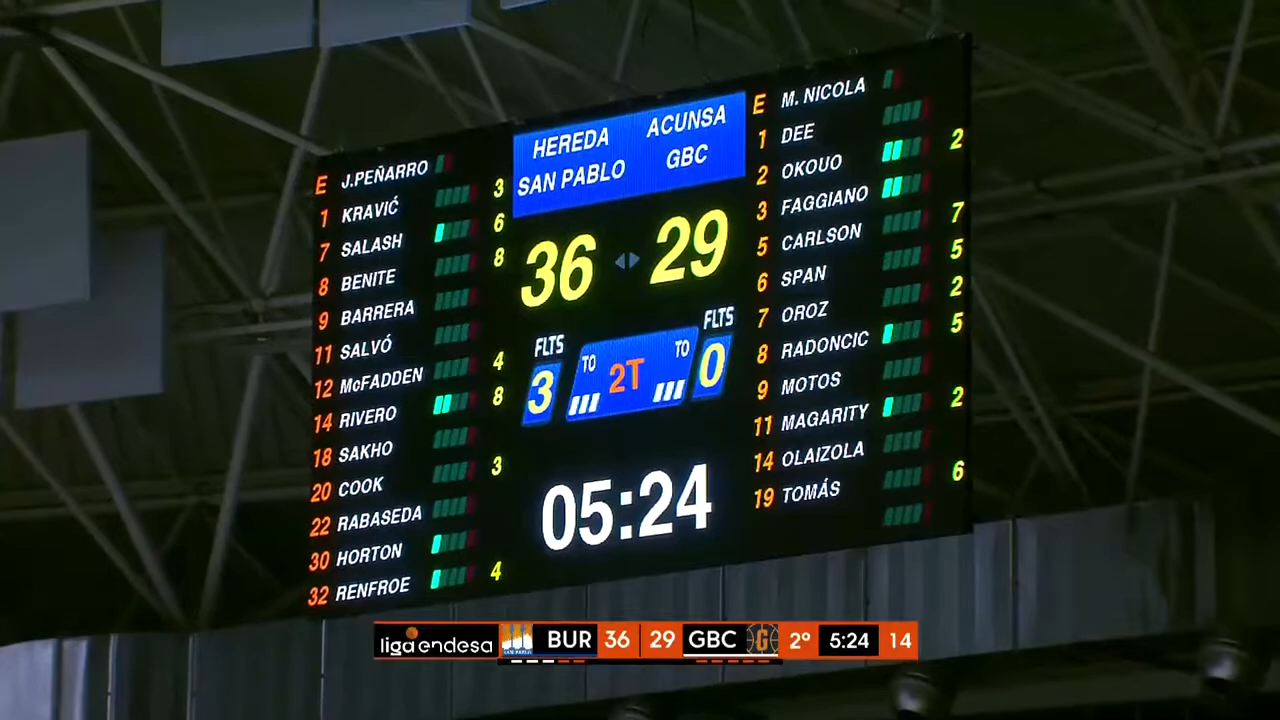 E J.PEÑARRO
1 KRAVIĆ 3
7 SALASH 6
8 BENITE 8
9 BARRERA
11 SALVÓ
12 McFADDEN 4
14 RIVERO 8
18 SAKHO
20 COOK 3
22 RABASEDA
30 HORTON
32 RENFROE 4
HEREDA SAN PABLO
ACUNSA GBC
36 29
FLTS FLTS
3 TO 2T TO 0
05:24
E M. NICOLA
1 DEE 2
2 OKOUO
3 FAGGIANO 7
5 CARLSON 5
6 SPAN 2
7 OROZ 5
8 RADONCIC
9 MOTOS 2
11 MAGARITY
14 OLAIZOLA 6
19 TOMÁS
liga endesa BUR 36 29 GBC G 2º 5:24 14